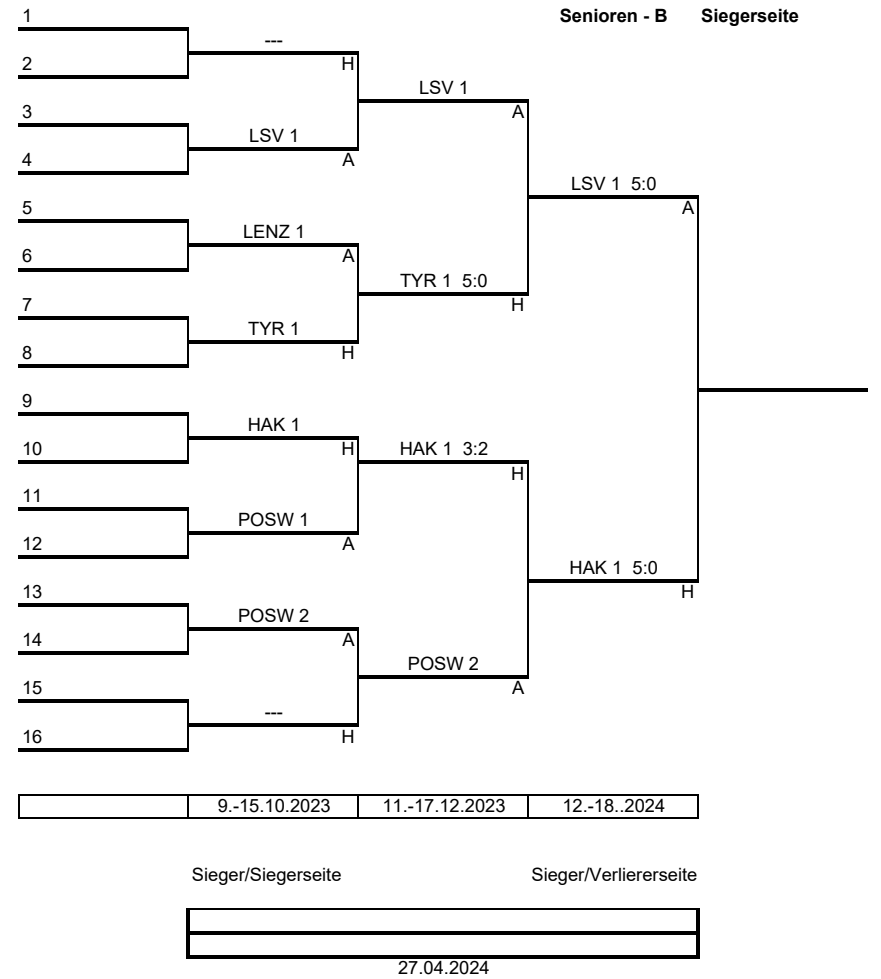 Senioren - B Siegerseite
1
---
2
H
LSV 1
3
A
LSV 1
4
A
LSV 1 5:0
5
A
LENZ 1
6
A
TYR 1 5:0
7
H
TYR 1
8
H
9
HAK 1
10
H
HAK 1 3:2
H
11
POSW 1
12
A
HAK 1 5:0
13
H
POSW 2
14
A
POSW 2
15
A
---
16
H
9.-15.10.2023 11.-17.12.2023 12.-18..2024
Sieger/Siegerseite Sieger/Verliererseite
27.04.2024